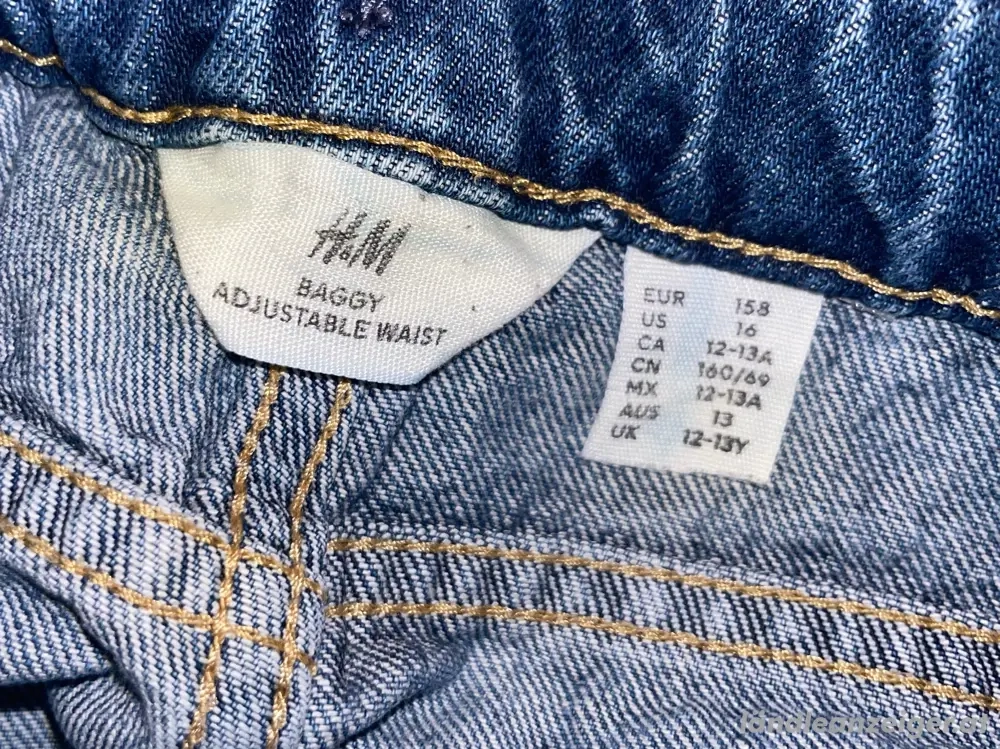 H&M
BAGGY
ADJUSTABLE WAIST
EUR 158
US 16
CA 12-13A
CN 160/69
MX 12-13A
AUS 13
UK 12-13Y
laendleanzeiger.at